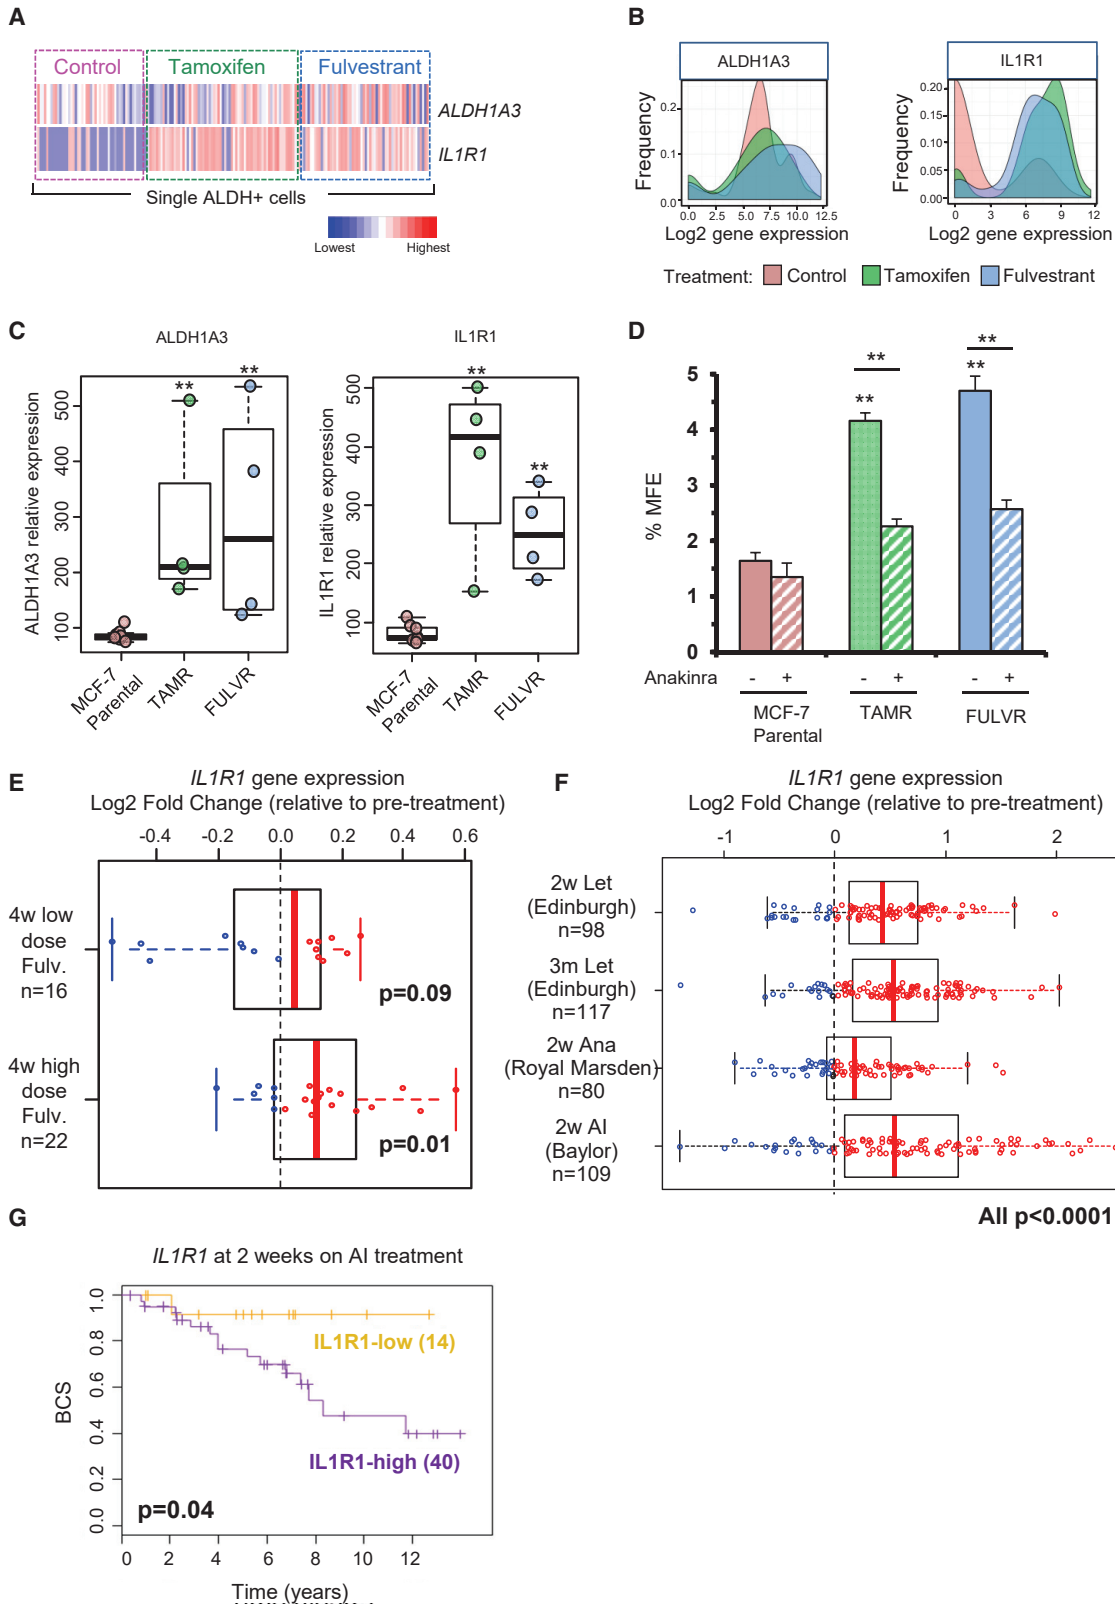 A
Control Tamoxifen Fulvestrant
ALDH1A3
IL1R1
Single ALDH+ cells
Lowest Highest
B
ALDH1A3
Frequency
0.2
0.1
0.0
0.0 2.5 5.0 7.5 10.0 12.5
Log2 gene expression
IL1R1
Frequency
0.20
0.15
0.10
0.05
0.00
0 3 6 9 12
Log2 gene expression
Treatment: Control Tamoxifen Fulvestrant
C
ALDH1A3
ALDH1A3 relative expression
500
400
300
200
100
** **
MCF-7
Parental
TAMR
FULVR
IL1R1
IL1R1 relative expression
500
400
300
200
100
**
**
MCF-7
Parental
TAMR
FULVR
D
% MFE
5
4
3
2
1
0
**
**
**
**
Anakinra - + - + - +
MCF-7
Parental
TAMR
FULVR
E
IL1R1 gene expression
Log2 Fold Change (relative to pre-treatment)
-0.4 -0.2 0.0 0.2 0.4 0.6
4w low
dose
Fulv.
n=16
p=0.09
4w high
dose
Fulv.
n=22
p=0.01
F
IL1R1 gene expression
Log2 Fold Change (relative to pre-treatment)
-1 0 1 2
2w Let
(Edinburgh)
n=98
3m Let
(Edinburgh)
n=117
2w Ana
(Royal Marsden)
n=80
2w AI
(Baylor)
n=109
All p<0.0001
G
IL1R1 at 2 weeks on AI treatment
BCS
1.0
0.8
0.6
0.4
0.2
0.0
IL1R1-low (14)
IL1R1-high (40)
p=0.04
0 2 4 6 8 10 12
Time (years)